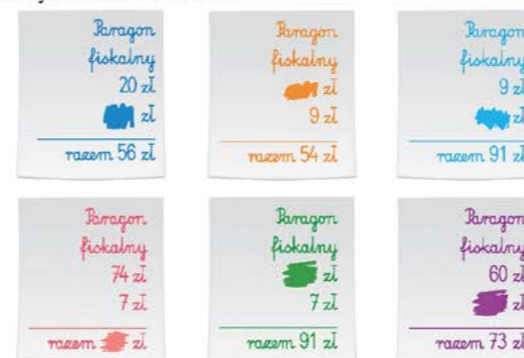 Paragon
fiskalny
20 zł
zł
razem 56 zł
Paragon
fiskalny
zł
9 zł
razem 54 zł
Paragon
fiskalny
9 zł
zł
razem 91 zł
Paragon
fiskalny
74 zł
7 zł
razem zł
Paragon
fiskalny
zł
7 zł
razem 91 zł
Paragon
fiskalny
60 zł
zł
razem 73 zł